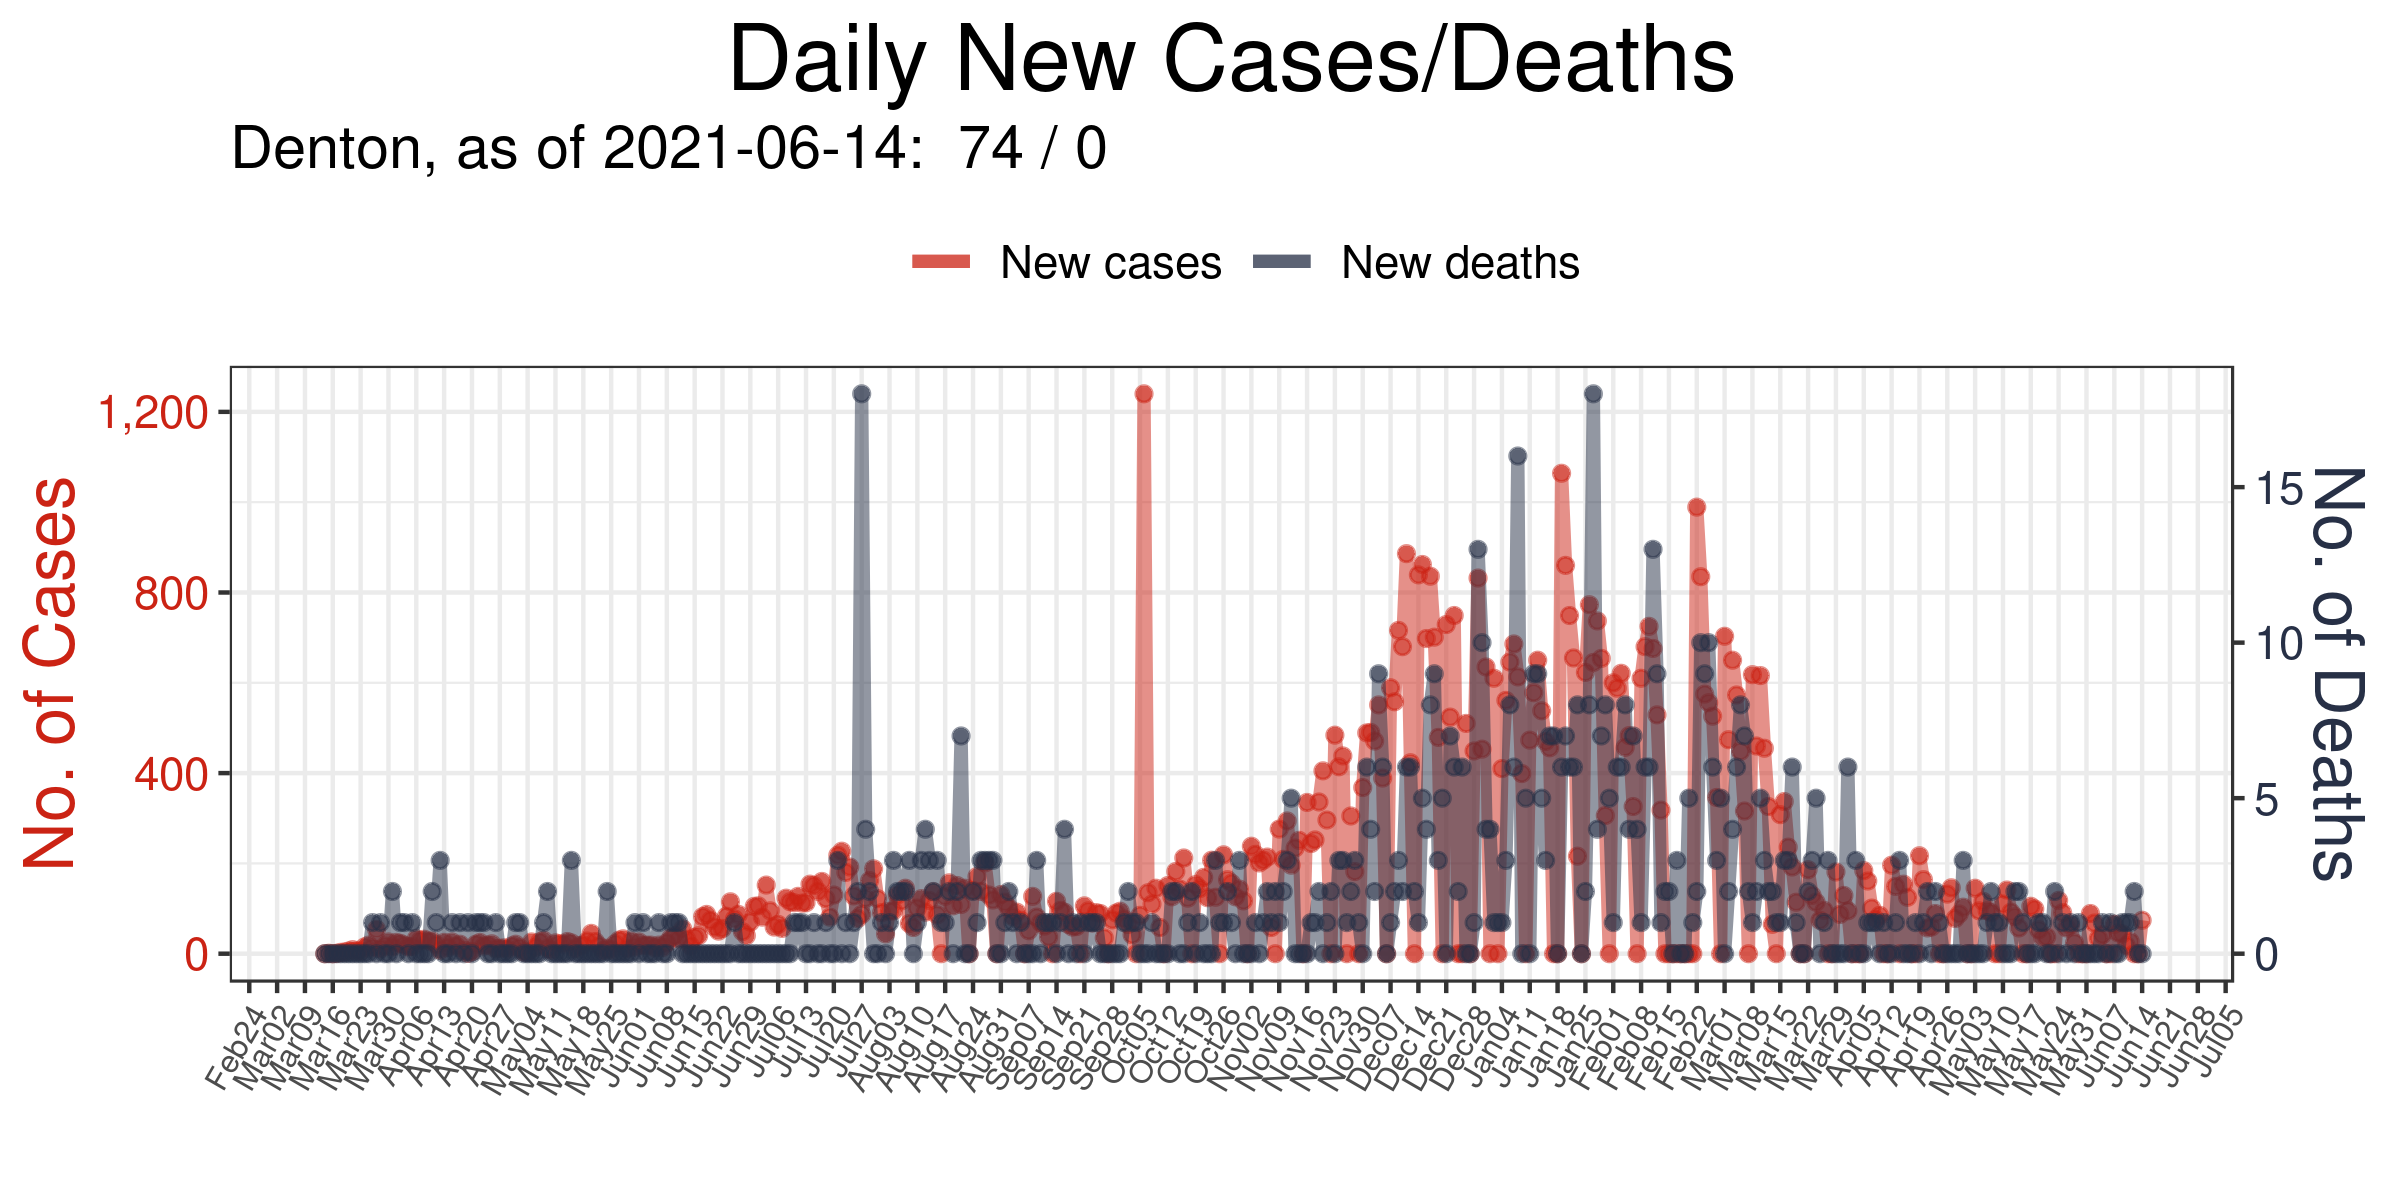 Daily New Cases/Deaths
Denton, as of 2021-06-14:  74 / 0
New cases
New deaths
No. of Cases
1,200
800
400
0
No. of Deaths
15
10
5
0
Feb24
Mar02
Mar09
Mar16
Mar23
Mar30
Apr06
Apr13
Apr20
Apr27
May04
May11
May18
May25
Jun01
Jun08
Jun15
Jun22
Jun29
Jul06
Jul13
Jul20
Jul27
Aug03
Aug10
Aug17
Aug24
Aug31
Sep07
Sep14
Sep21
Sep28
Oct05
Oct12
Oct19
Oct26
Nov02
Nov09
Nov16
Nov23
Nov30
Dec07
Dec14
Dec21
Dec28
Jan04
Jan11
Jan18
Jan25
Feb01
Feb08
Feb15
Feb22
Mar01
Mar08
Mar15
Mar22
Mar29
Apr05
Apr12
Apr19
Apr26
May03
May10
May17
May24
May31
Jun07
Jun14
Jun21
Jun28
Jul05